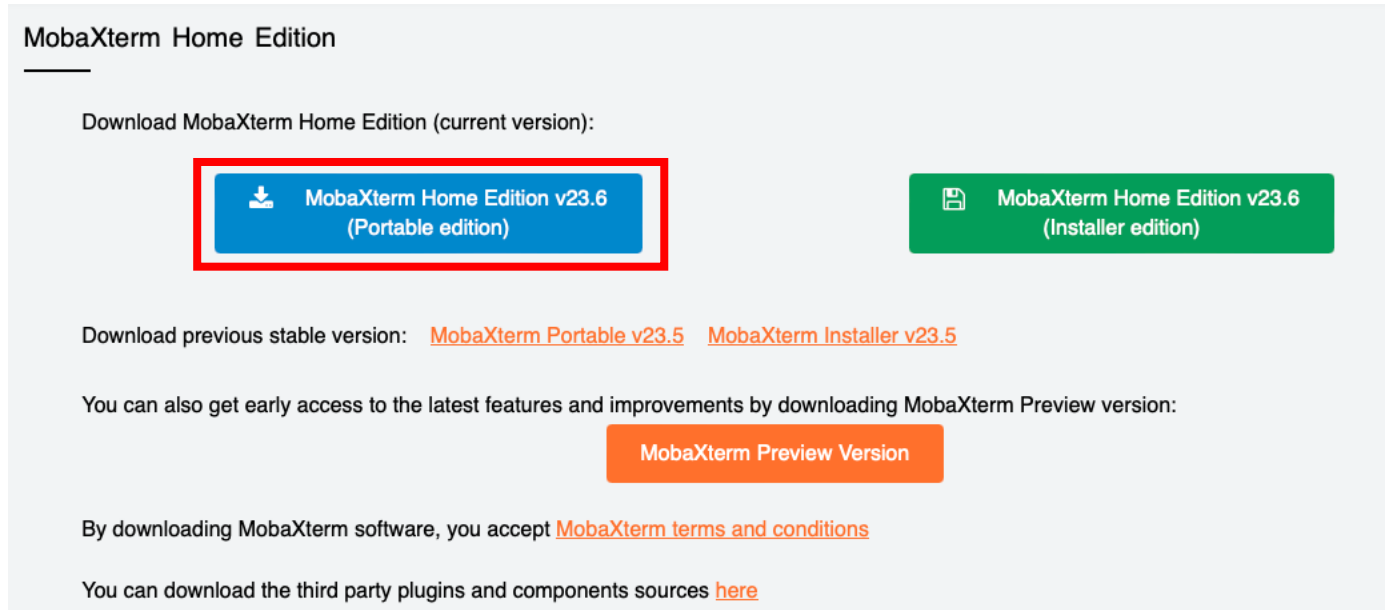 MobaXterm Home Edition
Download MobaXterm Home Edition (current version):
MobaXterm Home Edition v23.6
(Portable edition)
MobaXterm Home Edition v23.6
(Installer edition)
Download previous stable version: MobaXterm Portable v23.5 MobaXterm Installer v23.5
You can also get early access to the latest features and improvements by downloading MobaXterm Preview version:
MobaXterm Preview Version
By downloading MobaXterm software, you accept MobaXterm terms and conditions
You can download the third party plugins and components sources here